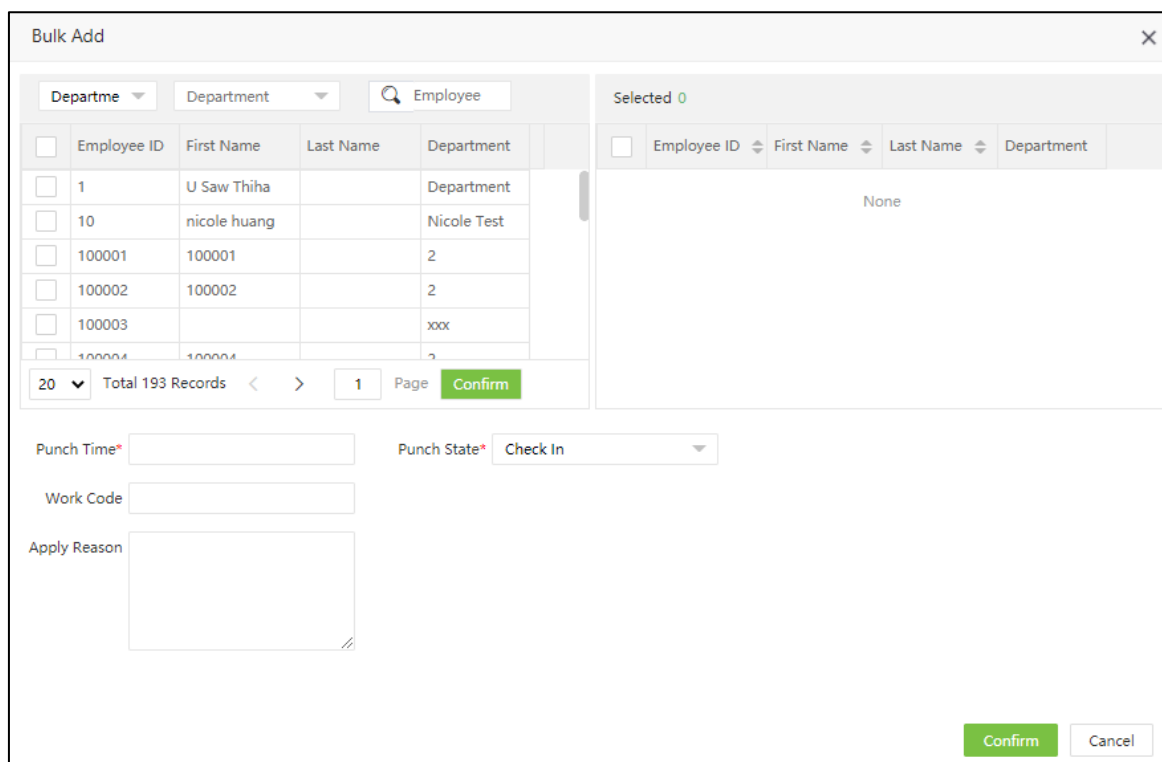 Bulk Add
Departme Department Employee Selected 0
Employee ID First Name Last Name Department Employee ID First Name Last Name Department
1 U Saw Thiha Department
None
10 nicole huang Nicole Test
100001 100001 2
100002 100002 2
100003 xxx
100004 100004 2
20 Total 193 Records 1 Page Confirm
Punch Time* Punch State* Check In
Work Code
Apply Reason
Confirm Cancel